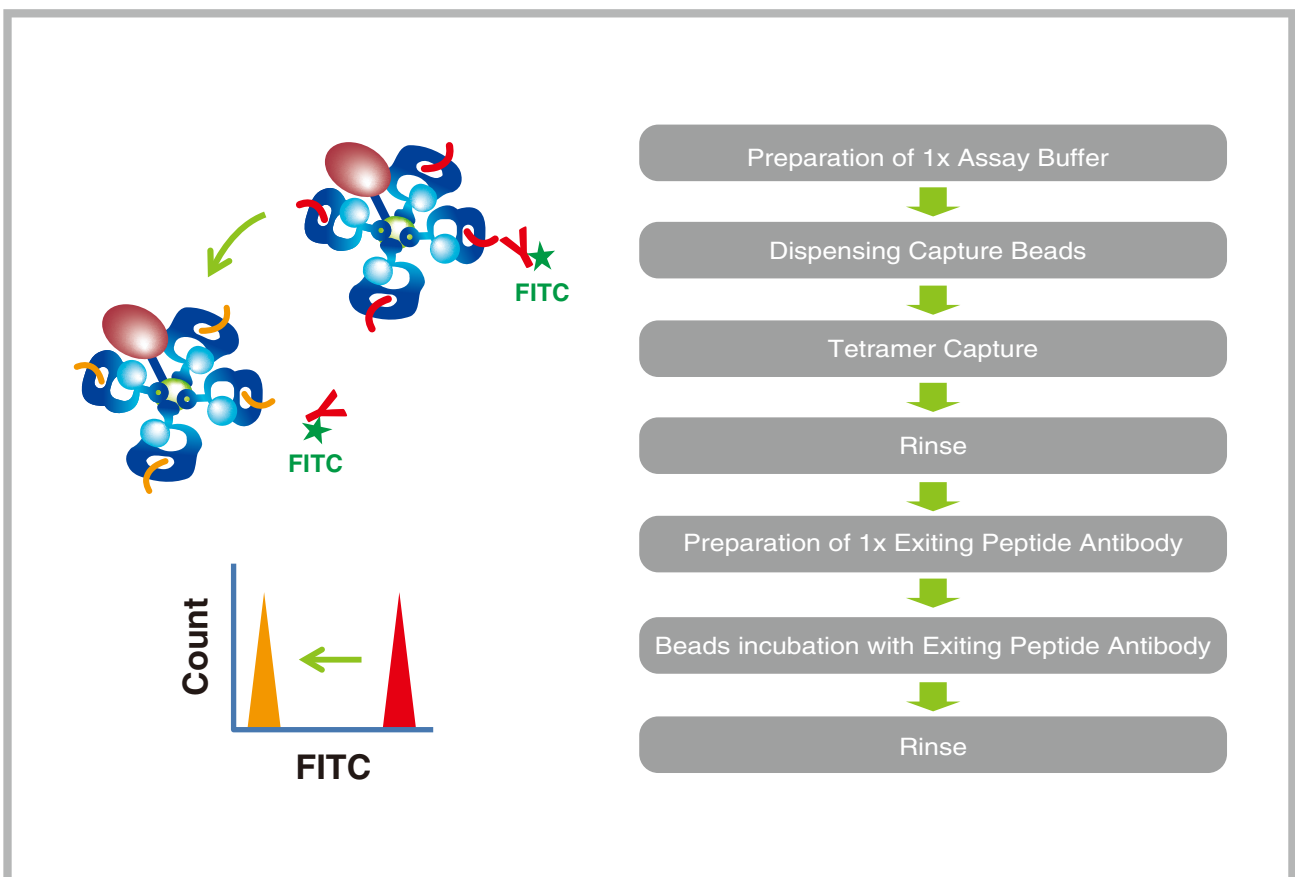 FITC
FITC
Count
FITC
Preparation of 1x Assay Buffer
Dispensing Capture Beads
Tetramer Capture
Rinse
Preparation of 1x Exiting Peptide Antibody
Beads incubation with Exiting Peptide Antibody
Rinse